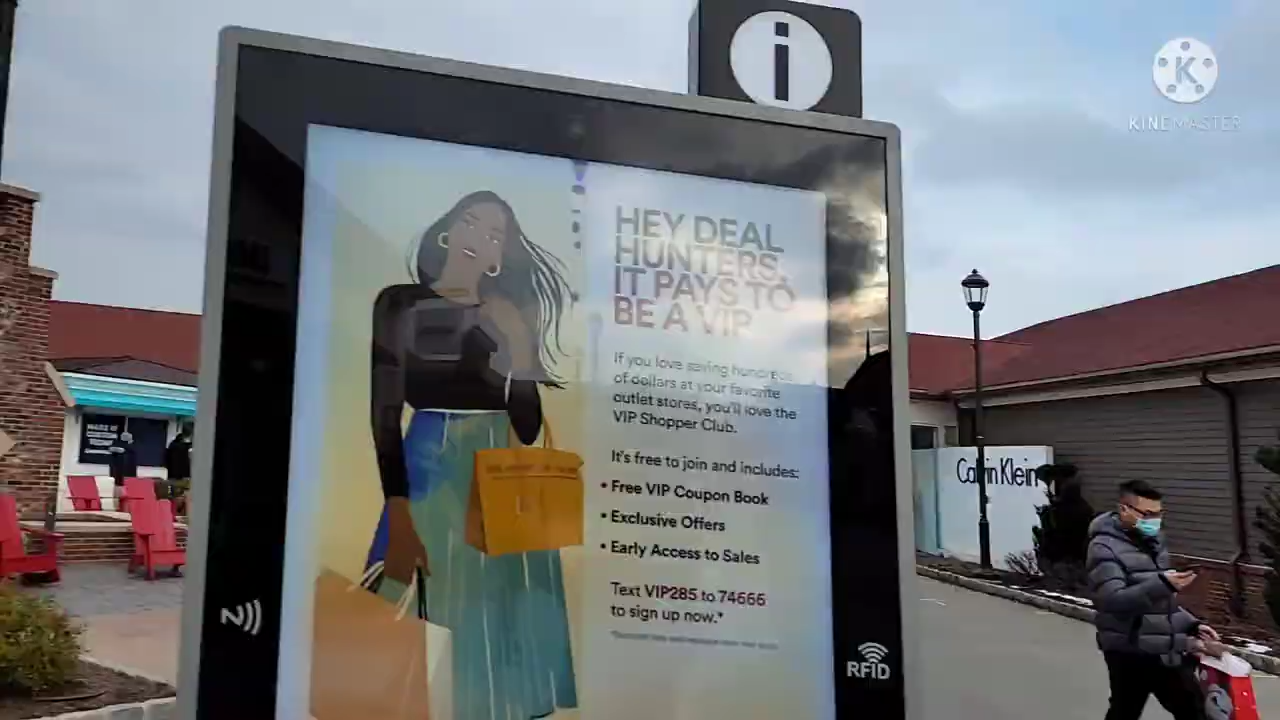 i
KINEMASTER
HEY DEAL
HUNTERS,
IT PAYS TO
BE A VIP
If you love saving hundreds
of dollars at your favorite
outlet stores, you'll love the
VIP Shopper Club.
It's free to join and includes:
• Free VIP Coupon Book
• Exclusive Offers
• Early Access to Sales
Text VIP285 to 74666
to sign up now.*
RFID
Calvin Klein